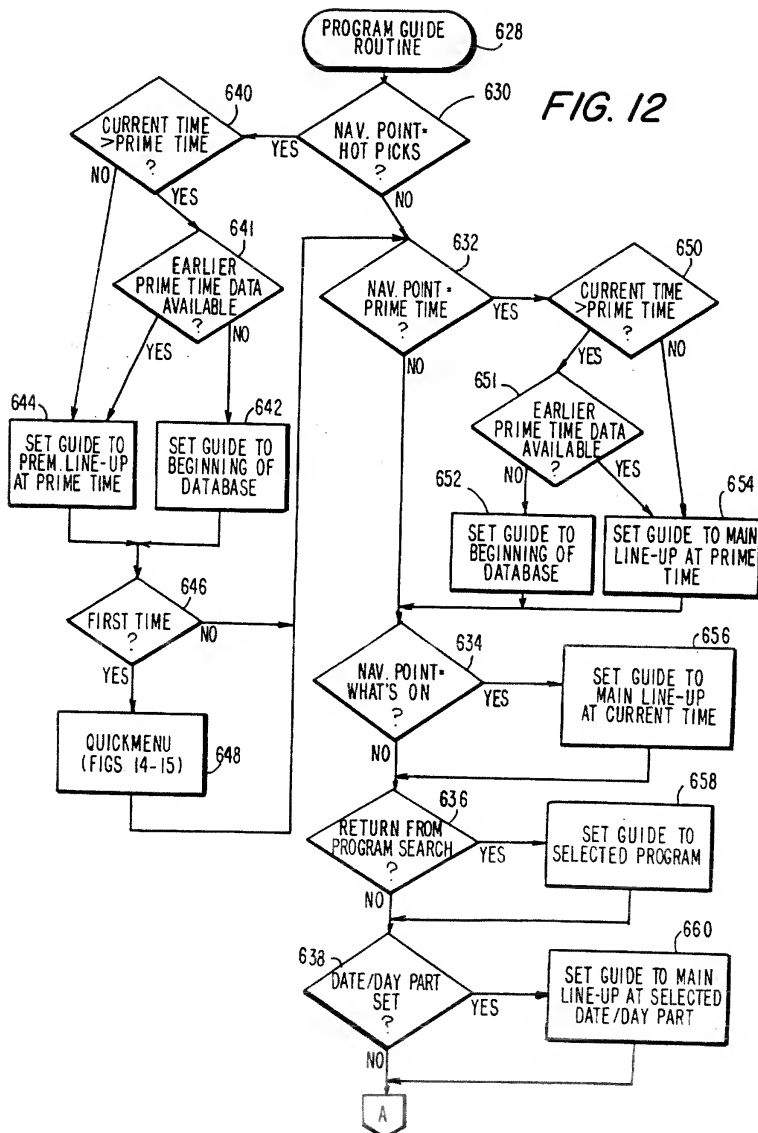 PROGRAM GUIDE
ROUTINE
628
FIG. 12
630
NAV. POINT=
HOT PICKS
?
YES
NO
640
CURRENT TIME
>PRIME TIME
?
NO
YES
641
EARLIER
PRIME TIME DATA
AVAILABLE
?
YES
NO
644
SET GUIDE TO
PREM. LINE-UP
AT PRIME TIME
642
SET GUIDE TO
BEGINNING OF
DATABASE
646
FIRST TIME
?
NO
YES
QUICKMENU
(FIGS 14-15)
648
632
NAV. POINT=
PRIME TIME
?
YES
NO
650
CURRENT TIME
>PRIME TIME
?
YES
NO
651
EARLIER
PRIME TIME DATA
AVAILABLE
?
NO
YES
652
SET GUIDE TO
BEGINNING OF
DATABASE
654
SET GUIDE TO MAIN
LINE-UP AT PRIME
TIME
634
NAV. POINT=
WHAT'S ON
?
YES
NO
656
SET GUIDE TO
MAIN LINE-UP
AT CURRENT TIME
636
RETURN FROM
PROGRAM SEARCH
?
YES
NO
658
SET GUIDE TO
SELECTED PROGRAM
638
DATE/DAY PART
SET
?
YES
NO
660
SET GUIDE TO MAIN
LINE-UP AT SELECTED
DATE/DAY PART
A